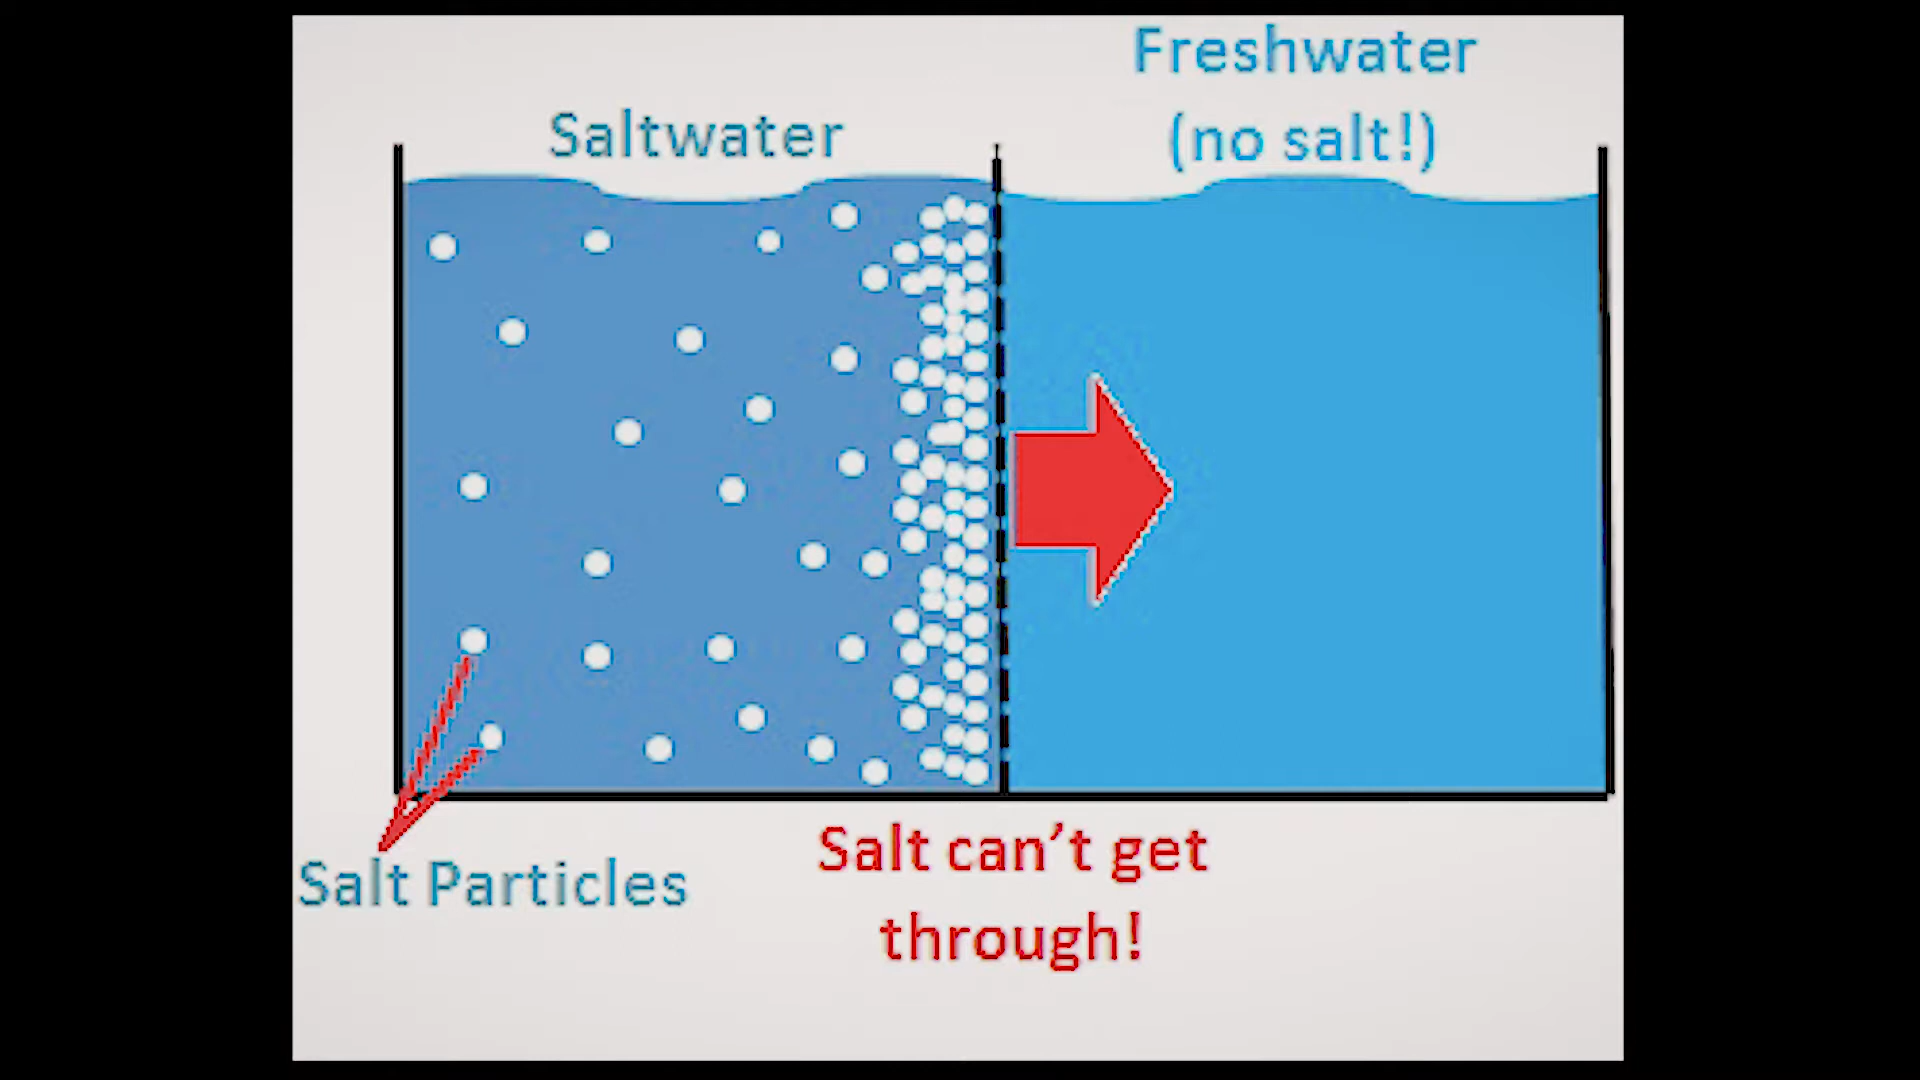 Saltwater
Freshwater
(no salt!)
Salt Particles
Salt can’t get
through!